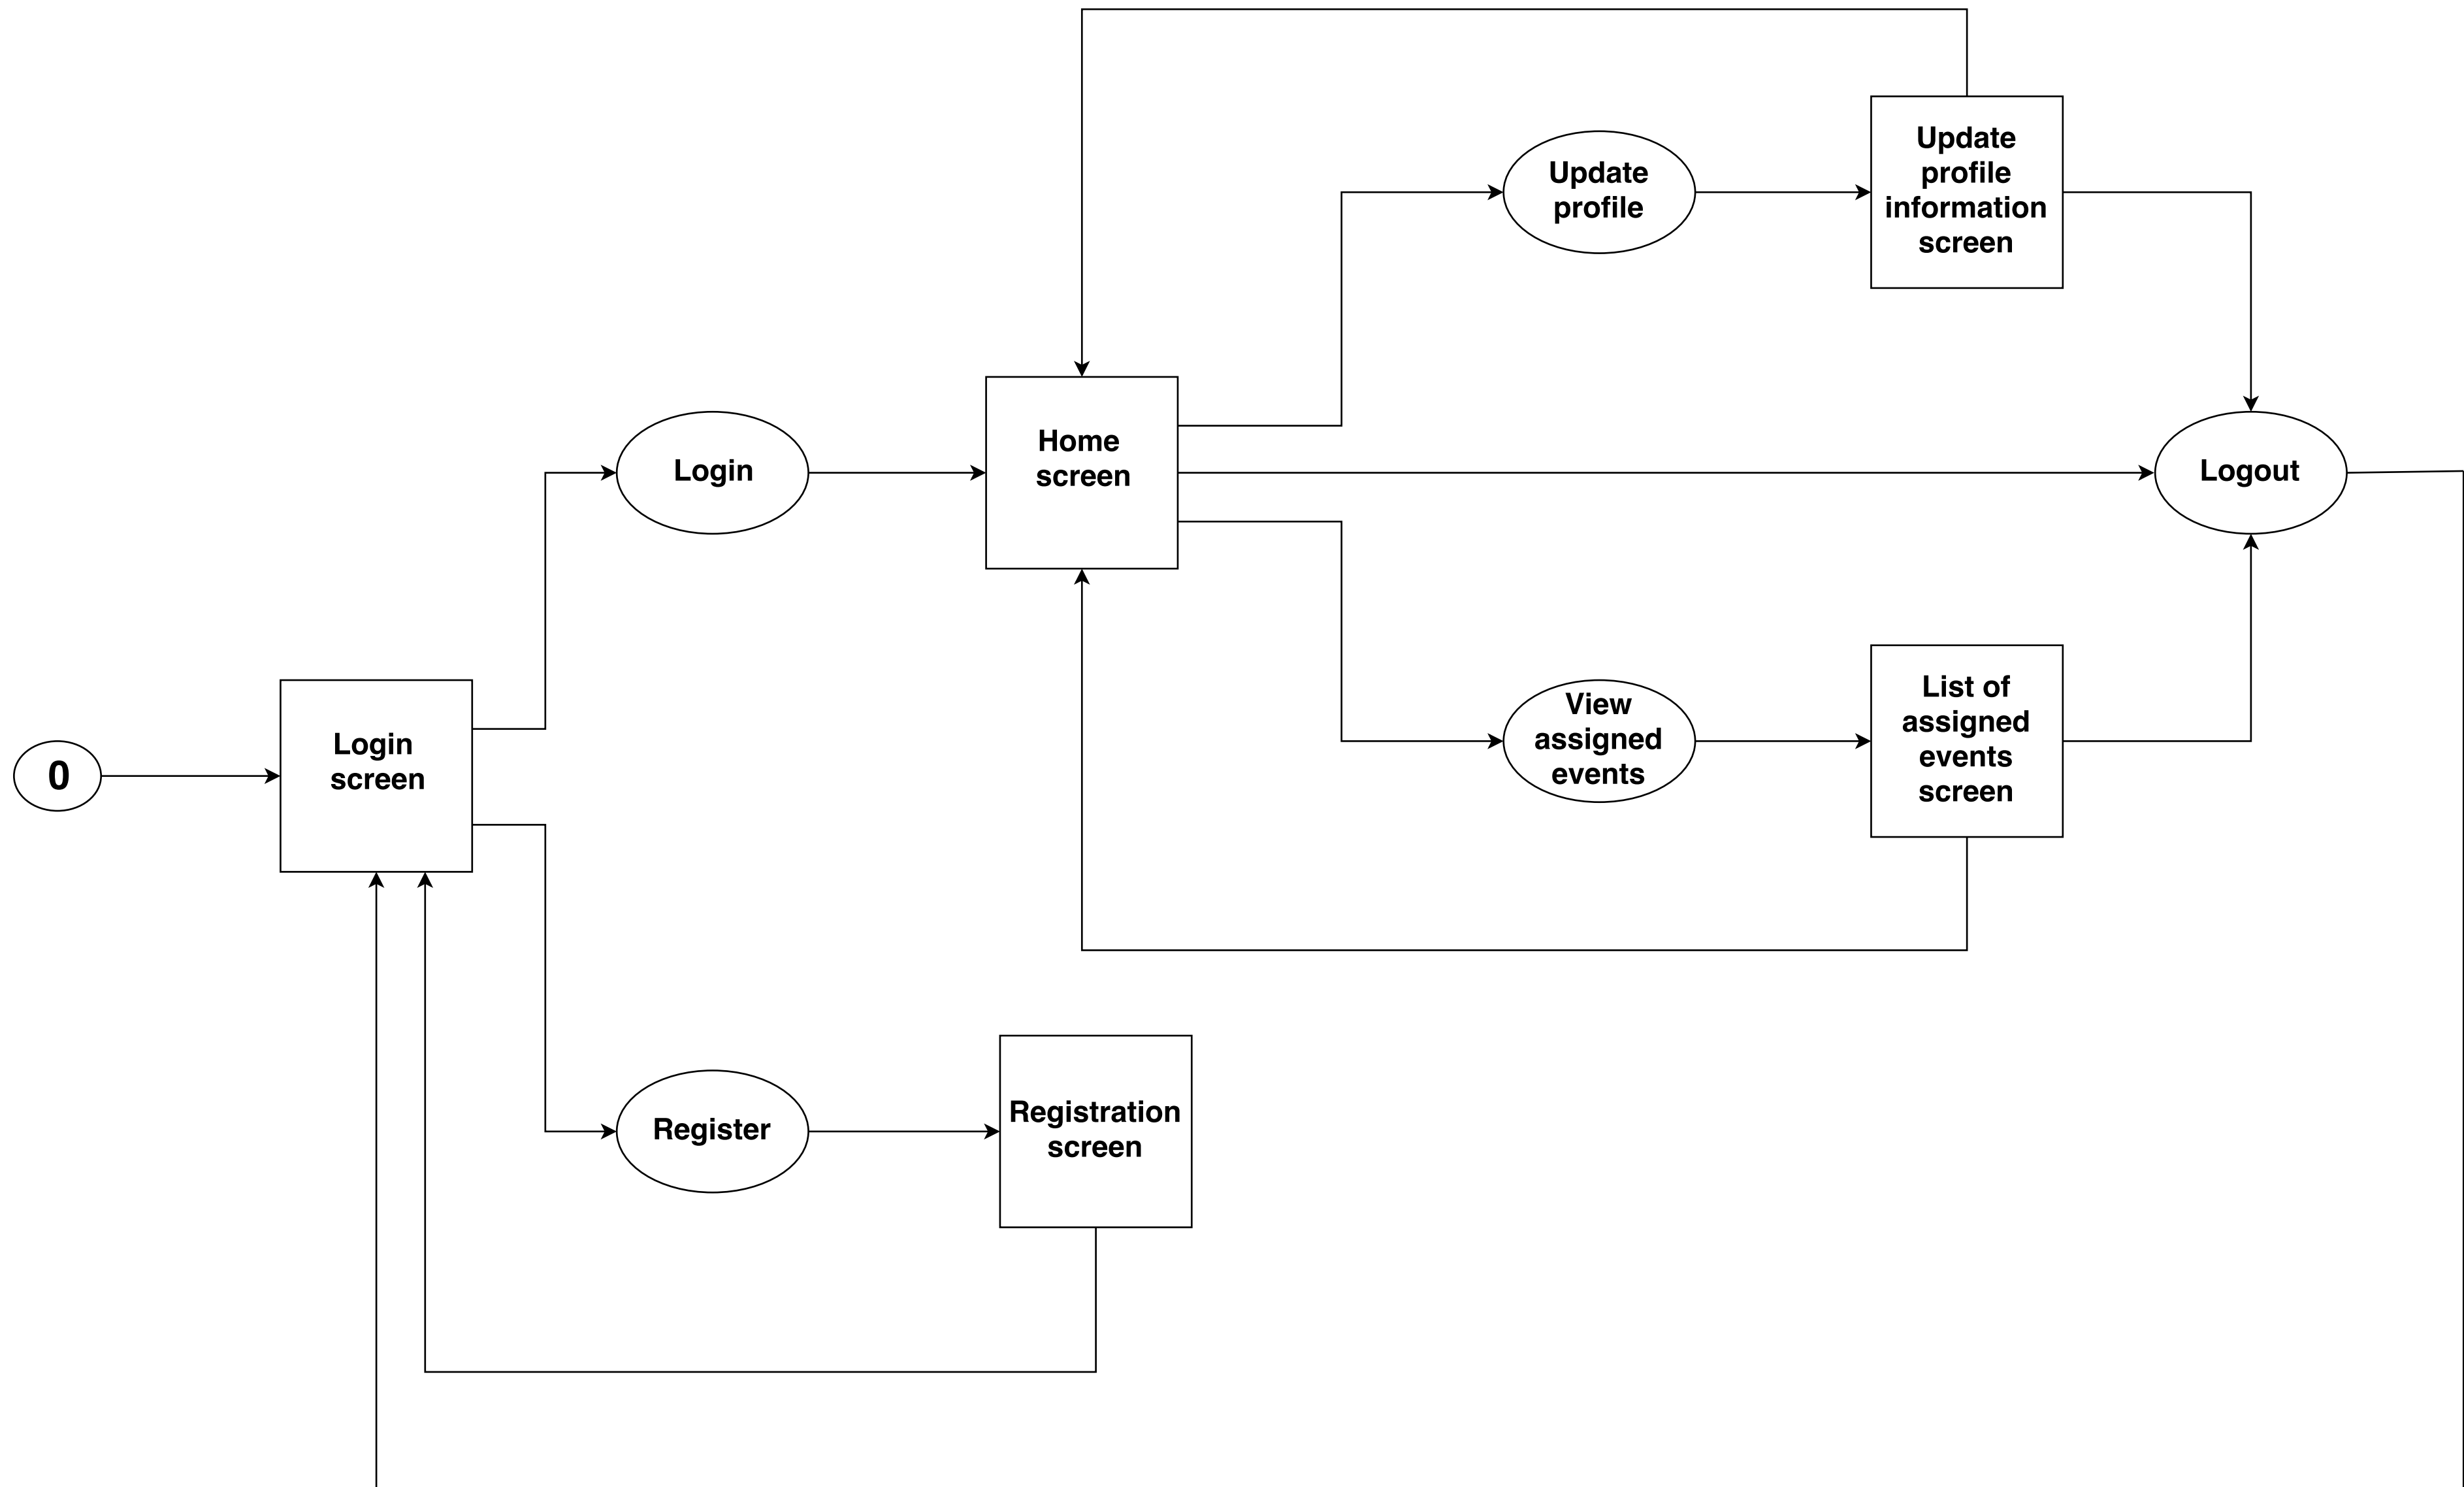 Update
profile
Update
profile
information
screen
Login
Home
screen
Logout
0
Login
screen
View
assigned
events
List of
assigned
events
screen
Register
Registration
screen